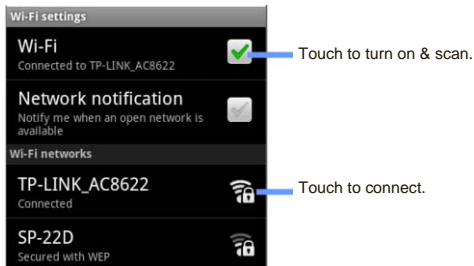 Wi-Fi settings
Wi-Fi
Connected to TP-LINK_AC8622
Touch to turn on & scan.
Network notification
Notify me when an open network is
available
Wi-Fi networks
TP-LINK_AC8622
Connected
Touch to connect.
SP-22D
Secured with WEP